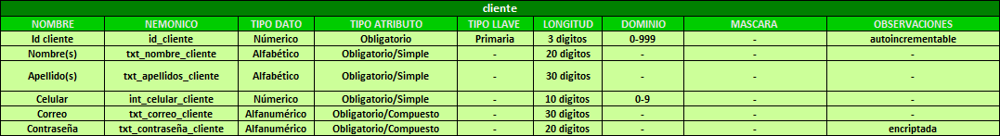 cliente
NOMBRE NEMONICO TIPO DATO TIPO ATRIBUTO TIPO LLAVE LONGITUD DOMINIO MASCARA OBSERVACIONES
Id cliente id_cliente Númerico Obligatorio Primaria 3 digitos 0-999 - autoincrementable
Nombre(s) txt_nombre_cliente Alfabético Obligatorio/Simple - 20 digitos - - -
Apellido(s) txt_apellidos_cliente Alfabético Obligatorio/Simple - 30 digitos - - -
Celular int_celular_cliente Númerico Obligatorio/Simple - 10 digitos 0-9 - -
Correo txt_correo_cliente Alfanumérico Obligatorio/Compuesto - 30 digitos - - -
Contraseña txt_contraseña_cliente Alfanumérico Obligatorio/Compuesto - 20 digitos - - encriptada